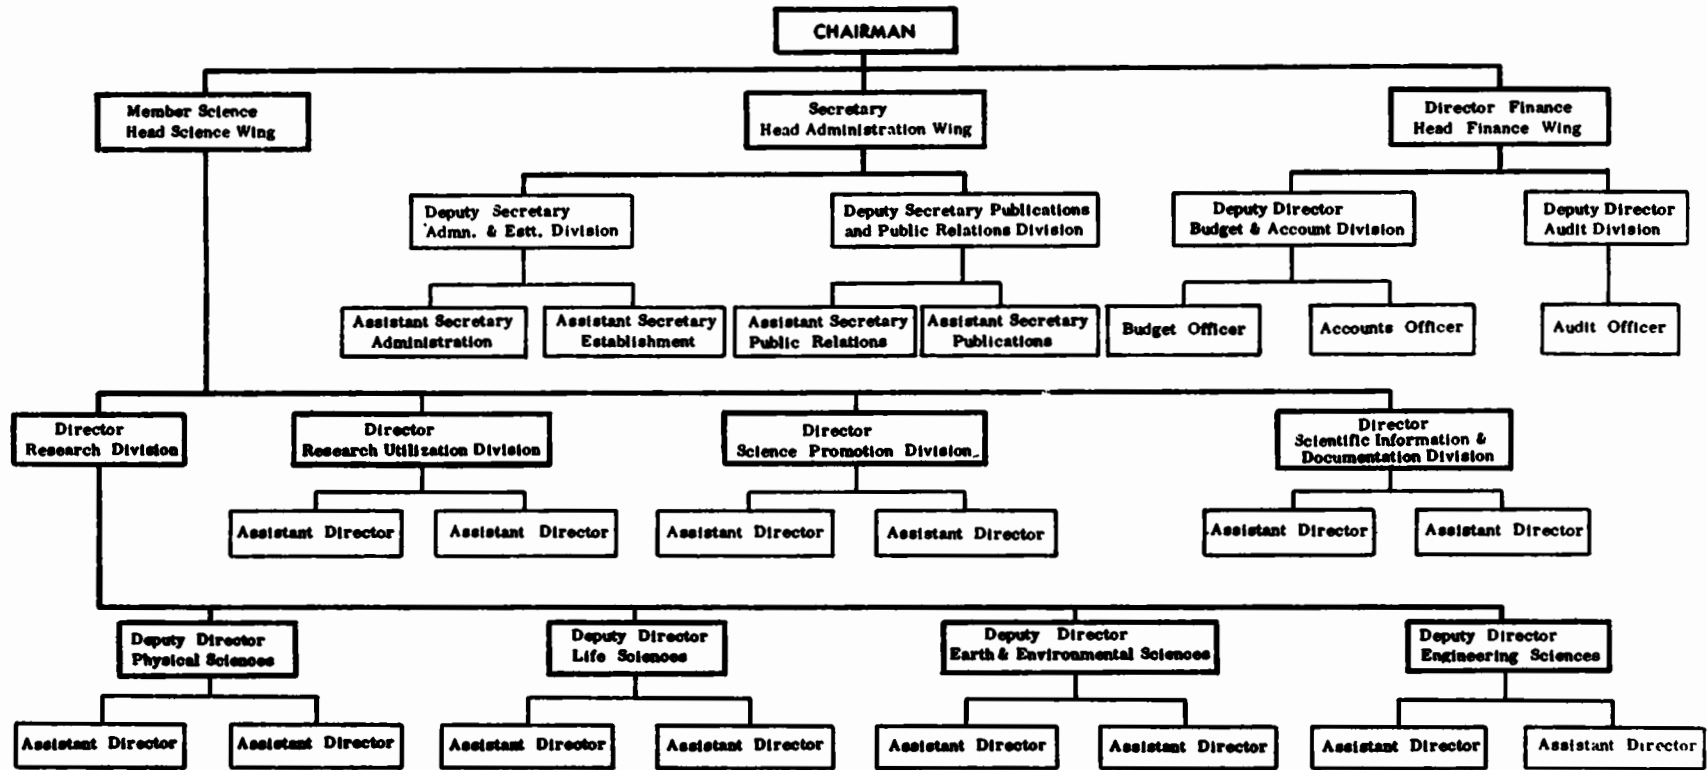 CHAIRMAN
Member Science
Head Science Wing
Secretary
Head Administration Wing
Director Finance
Head Finance Wing
Deputy Secretary
Admn. & Estt. Division
Deputy Secretary Publications
and Public Relations Division
Deputy Director
Budget & Account Division
Deputy Director
Audit Division
Assistant Secretary
Administration
Assistant Secretary
Establishment
Assistant Secretary
Public Relations
Assistant Secretary
Publications
Budget Officer
Accounts Officer
Audit Officer
Director
Research Division
Director
Research Utilization Division
Director
Science Promotion Division
Director
Scientific Information &
Documentation Division
Assistant Director
Assistant Director
Assistant Director
Assistant Director
Assistant Director
Assistant Director
Deputy Director
Physical Sciences
Deputy Director
Life Sciences
Deputy Director
Earth & Environmental Sciences
Deputy Director
Engineering Sciences
Assistant Director
Assistant Director
Assistant Director
Assistant Director
Assistant Director
Assistant Director
Assistant Director
Assistant Director